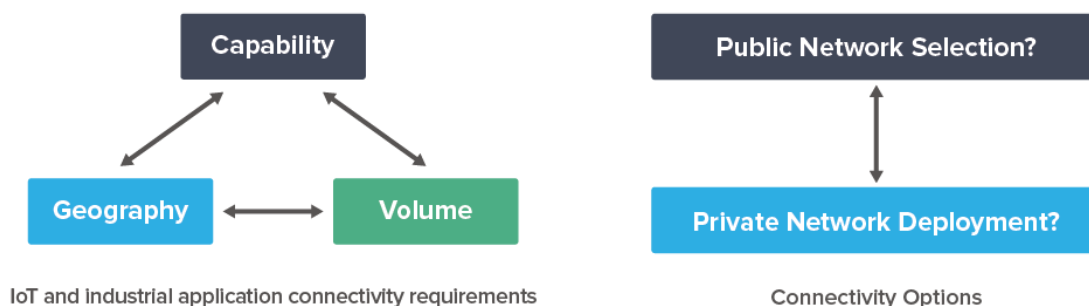 Capability
Public Network Selection?
Geography
Volume
Private Network Deployment?
IoT and industrial application connectivity requirements
Connectivity Options